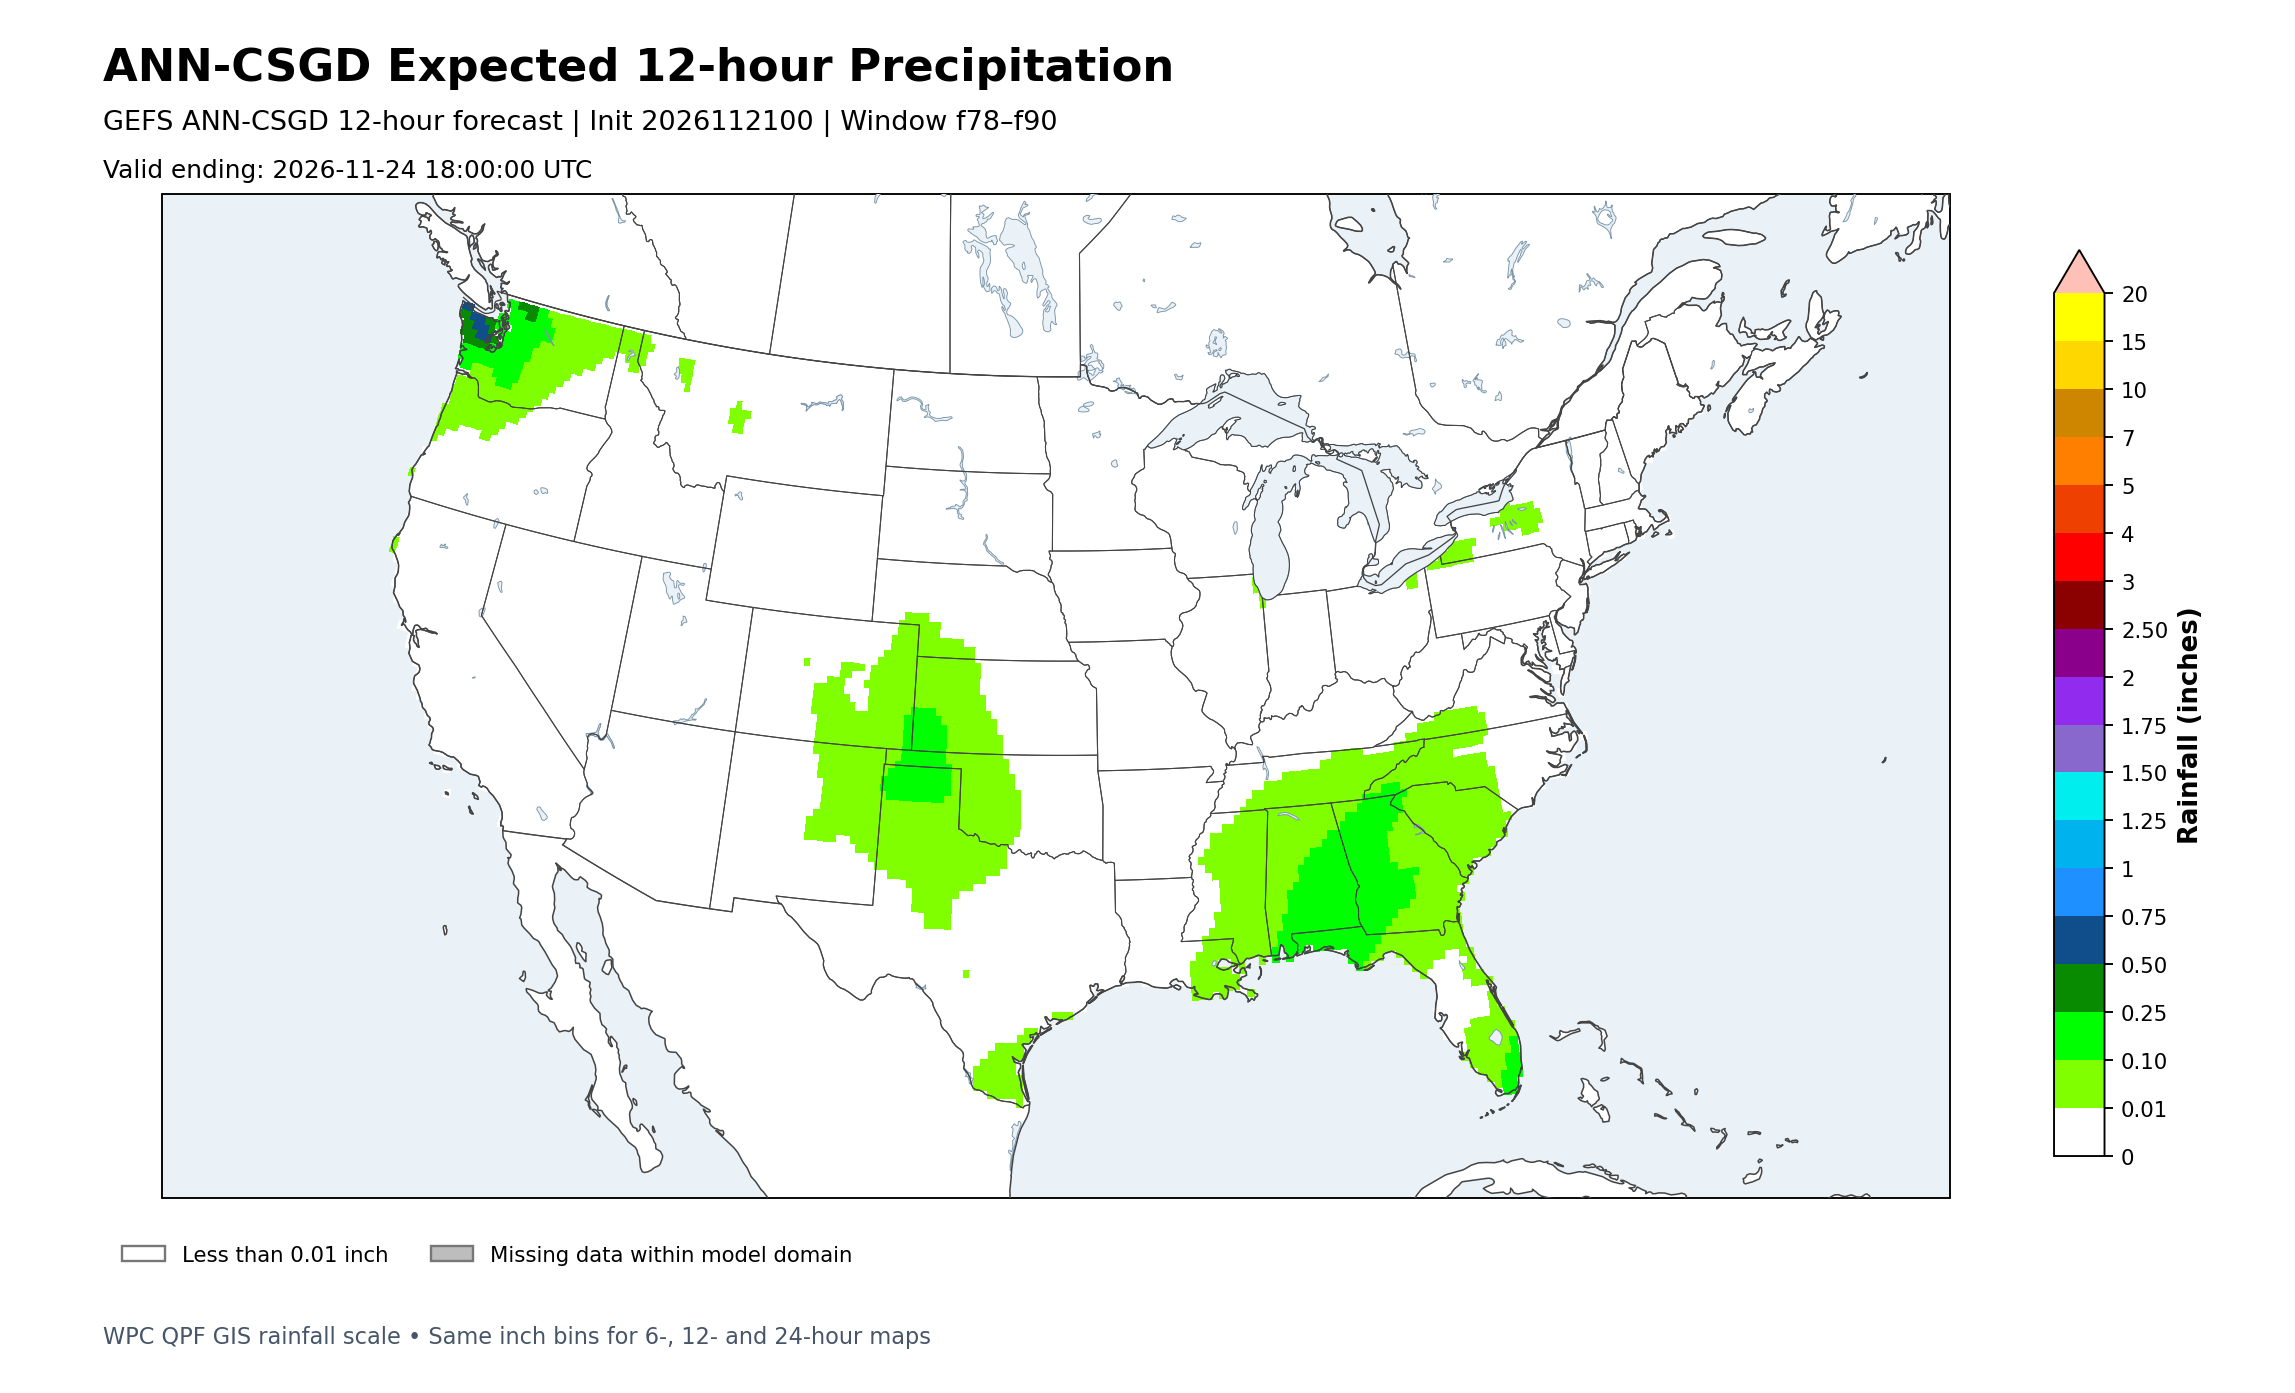 ANN-CSGD Expected 12-hour Precipitation
GEFS ANN-CSGD 12-hour forecast | Init 2026112100 | Window f78–f90
Valid ending: 2026-11-24 18:00:00 UTC
20
15
10
7
5
4
3
2.50
2
1.75
1.50
1.25
1
0.75
0.50
0.25
0.10
0.01
0
Rainfall (inches)
Less than 0.01 inch
Missing data within model domain
WPC QPF GIS rainfall scale • Same inch bins for 6-, 12- and 24-hour maps